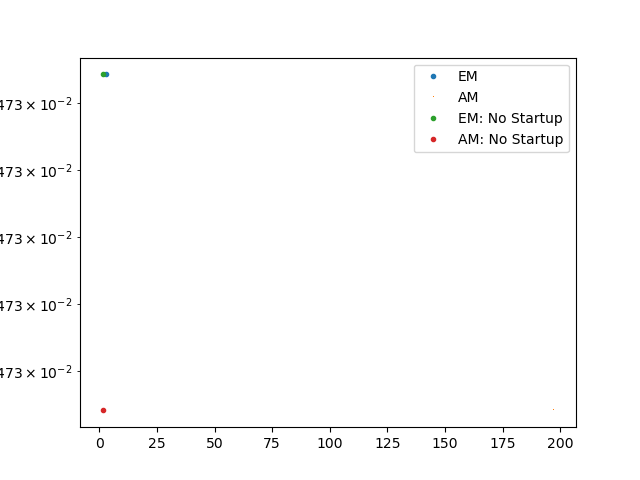 EM
AM
EM: No Startup
AM: No Startup
473 × 10⁻²
473 × 10⁻²
473 × 10⁻²
473 × 10⁻²
473 × 10⁻²
0 25 50 75 100 125 150 175 200